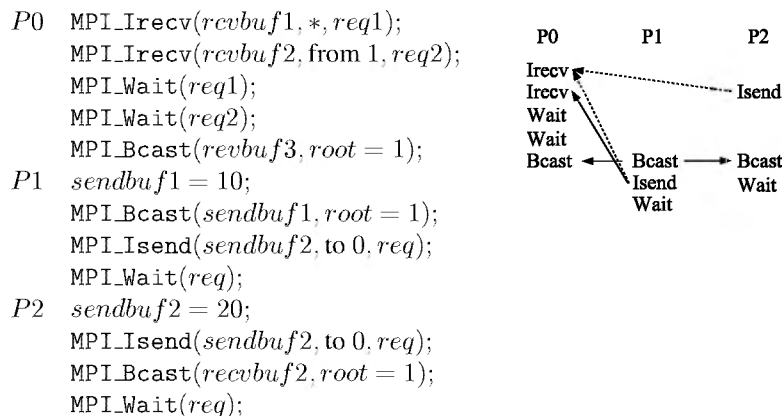 P0 MPI_Irecv(rcvbuf1, *, req1);
MPI_Irecv(rcvbuf2, from 1, req2);
MPI_Wait(req1);
MPI_Wait(req2);
MPI_Bcast(revbuf3, root = 1);
P1 sendbuf1 = 10;
MPI_Bcast(sendbuf1, root = 1);
MPI_Isend(sendbuf2, to 0, req);
MPI_Wait(req);
P2 sendbuf2 = 20;
MPI_Isend(sendbuf2, to 0, req);
MPI_Bcast(recvbuf2, root = 1);
MPI_Wait(req);
P0 P1 P2
Irecv
Irecv Isend
Wait
Wait
Bcast Bcast Bcast
Isend Wait
Wait